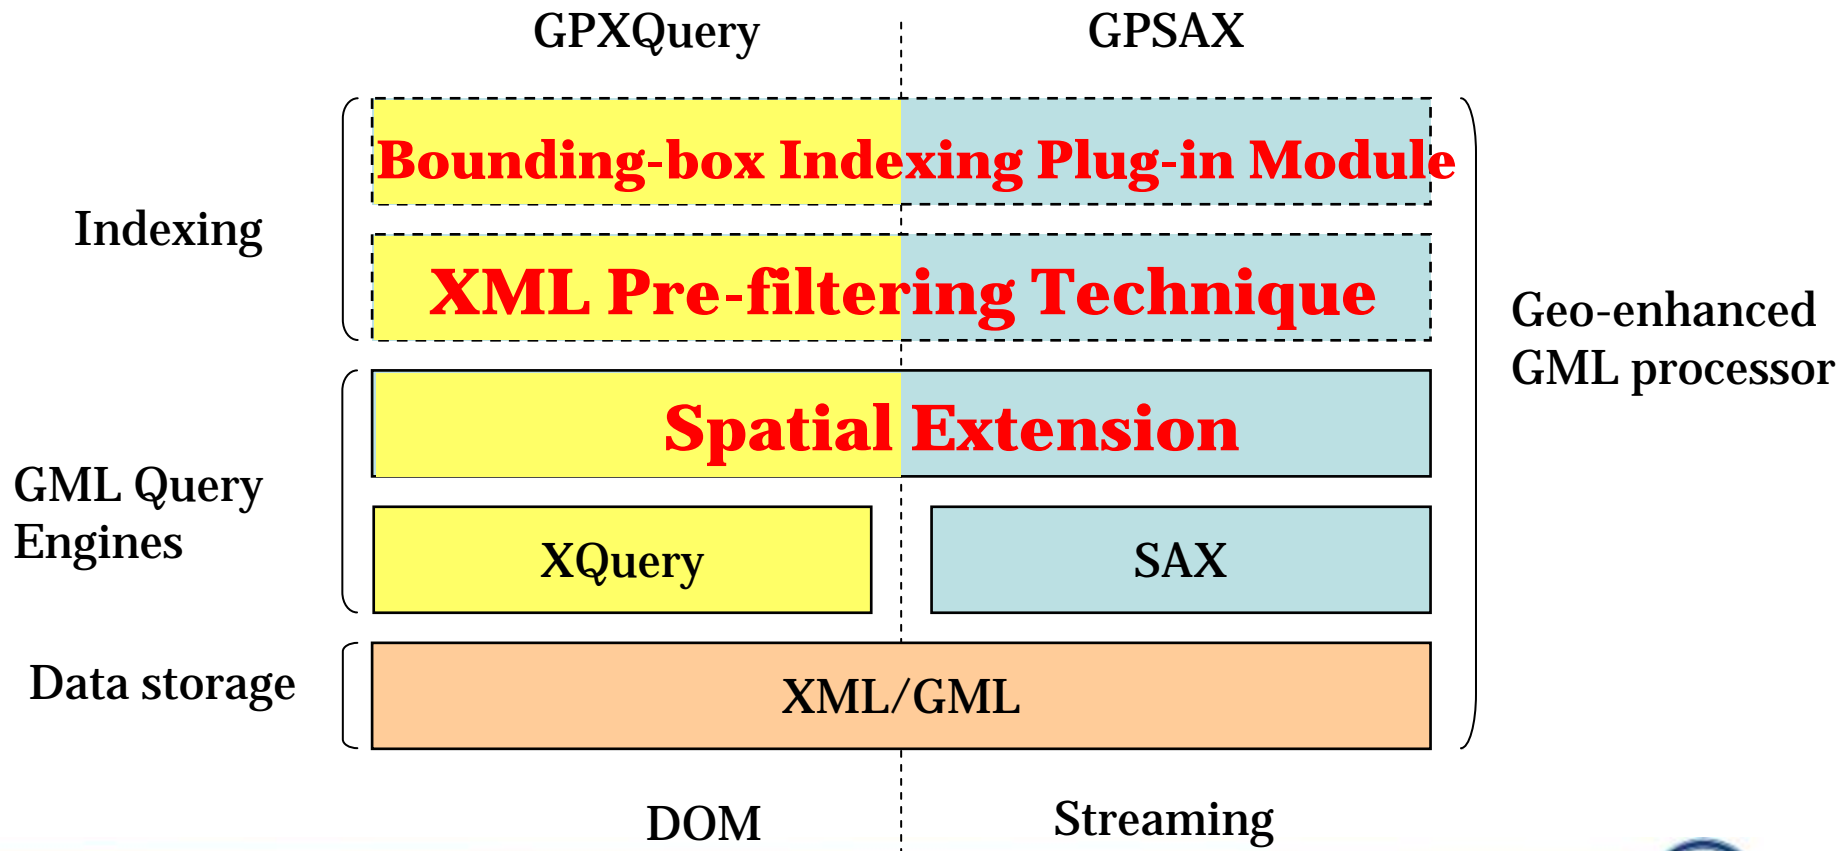 GPXQuery
GPSAX
Bounding-box Indexing Plug-in Module
Indexing
XML Pre-filtering Technique
Geo-enhanced
GML processor
Spatial Extension
GML Query
Engines
XQuery
SAX
Data storage
XML/GML
DOM
Streaming